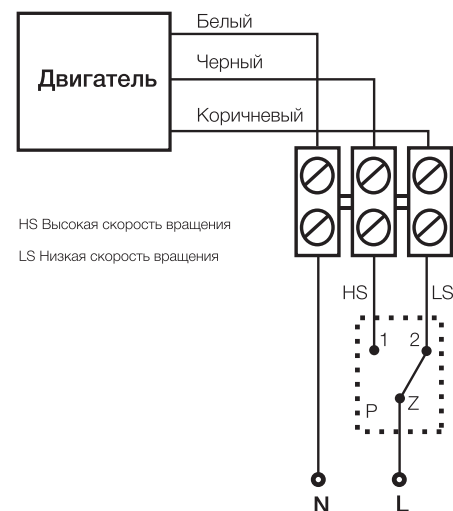 Белый
Двигатель
Черный
Коричневый
HS Высокая скорость вращения
LS Низкая скорость вращения
HS LS
1 2
P Z
N L